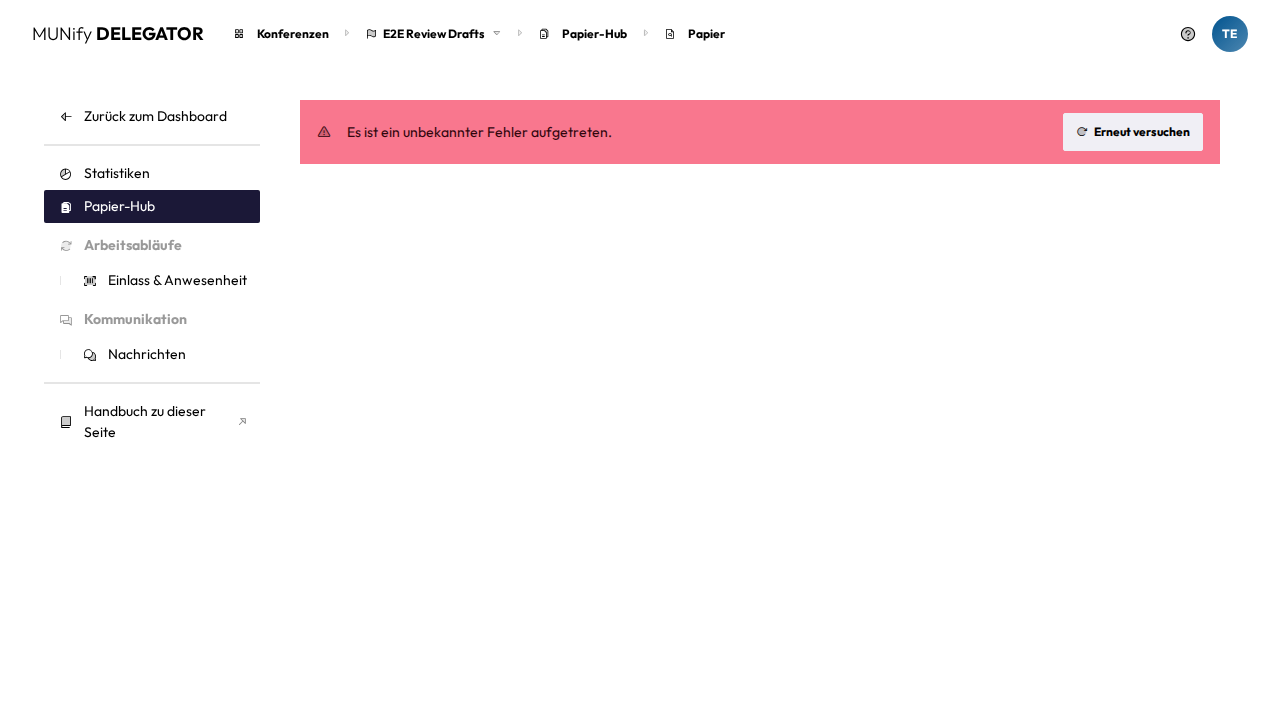 MUNify DELEGATOR
Konferenzen
E2E Review Drafts
Papier-Hub
Papier
TE
Zurück zum Dashboard
Statistiken
Papier-Hub
Arbeitsabläufe
Einlass & Anwesenheit
Kommunikation
Nachrichten
Handbuch zu dieser
Seite
Es ist ein unbekannter Fehler aufgetreten.
Erneut versuchen